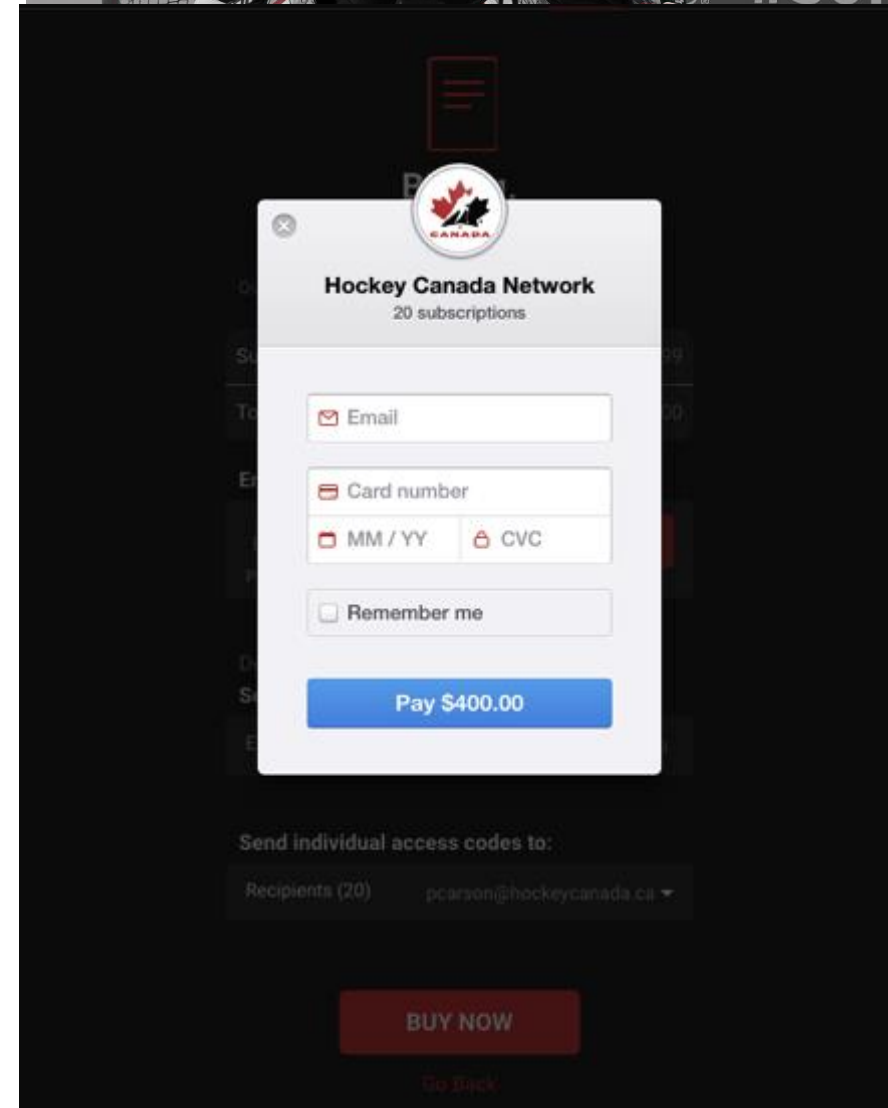 CANADA
Hockey Canada Network
20 subscriptions
Email
Card number
MM / YY CVC
Remember me
Pay $400.00
Send individual access codes to:
Recipients (20) pcarson@hockeycanada.ca
BUY NOW
Go Back